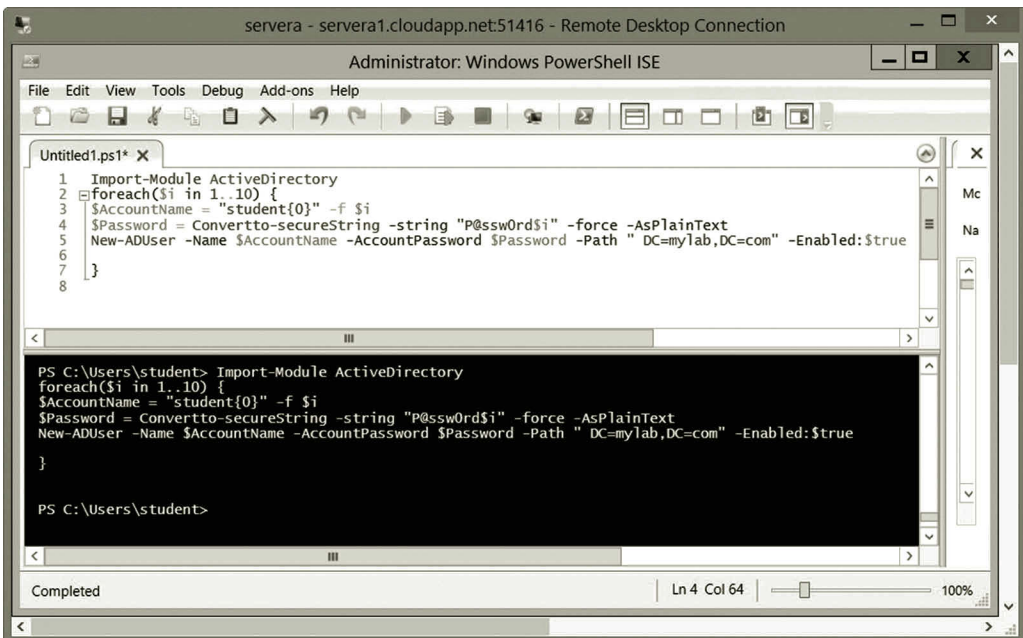 servera - servera1.cloudapp.net:51416 - Remote Desktop Connection
Administrator: Windows PowerShell ISE
File Edit View Tools Debug Add-ons Help
Untitled1.ps1* X
1 Import-Module ActiveDirectory
2 foreach($i in 1..10) {
3 $AccountName = "student{0}" -f $i
4 $Password = Convertto-secureString -string "P@ssw0rd$i" -force -AsPlainText
5 New-ADUser -Name $AccountName -AccountPassword $Password -Path " DC=mylab,DC=com" -Enabled:$true
6
7 }
8
Mc
Na
PS C:\Users\student> Import-Module ActiveDirectory
foreach($i in 1..10) {
$AccountName = "student{0}" -f $i
$Password = Convertto-secureString -string "P@ssw0rd$i" -force -AsPlainText
New-ADUser -Name $AccountName -AccountPassword $Password -Path " DC=mylab,DC=com" -Enabled:$true
}
PS C:\Users\student>
Completed
Ln 4 Col 64
100%